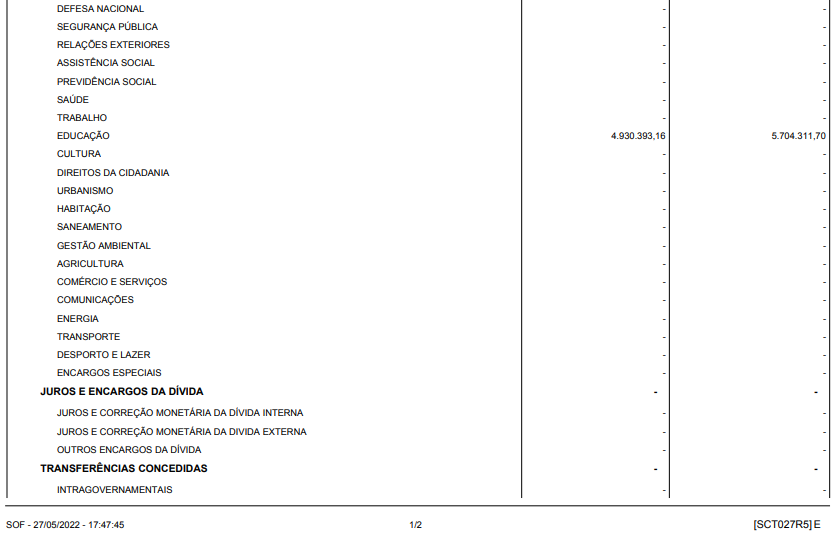 DEFESA NACIONAL - -
SEGURANÇA PÚBLICA - -
RELAÇÕES EXTERIORES - -
ASSISTÊNCIA SOCIAL - -
PREVIDÊNCIA SOCIAL - -
SAÚDE - -
TRABALHO - -
EDUCAÇÃO 4.930.393,16 5.704.311,70
CULTURA - -
DIREITOS DA CIDADANIA - -
URBANISMO - -
HABITAÇÃO - -
SANEAMENTO - -
GESTÃO AMBIENTAL - -
AGRICULTURA - -
COMÉRCIO E SERVIÇOS - -
COMUNICAÇÕES - -
ENERGIA - -
TRANSPORTE - -
DESPORTO E LAZER - -
ENCARGOS ESPECIAIS - -
JUROS E ENCARGOS DA DÍVIDA - -
JUROS E CORREÇÃO MONETÁRIA DA DÍVIDA INTERNA - -
JUROS E CORREÇÃO MONETÁRIA DA DIVIDA EXTERNA - -
OUTROS ENCARGOS DA DÍVIDA - -
TRANSFERÊNCIAS CONCEDIDAS - -
INTRAGOVERNAMENTAIS - -
SOF - 27/05/2022 - 17:47:45 1/2 [SCT027R5] E